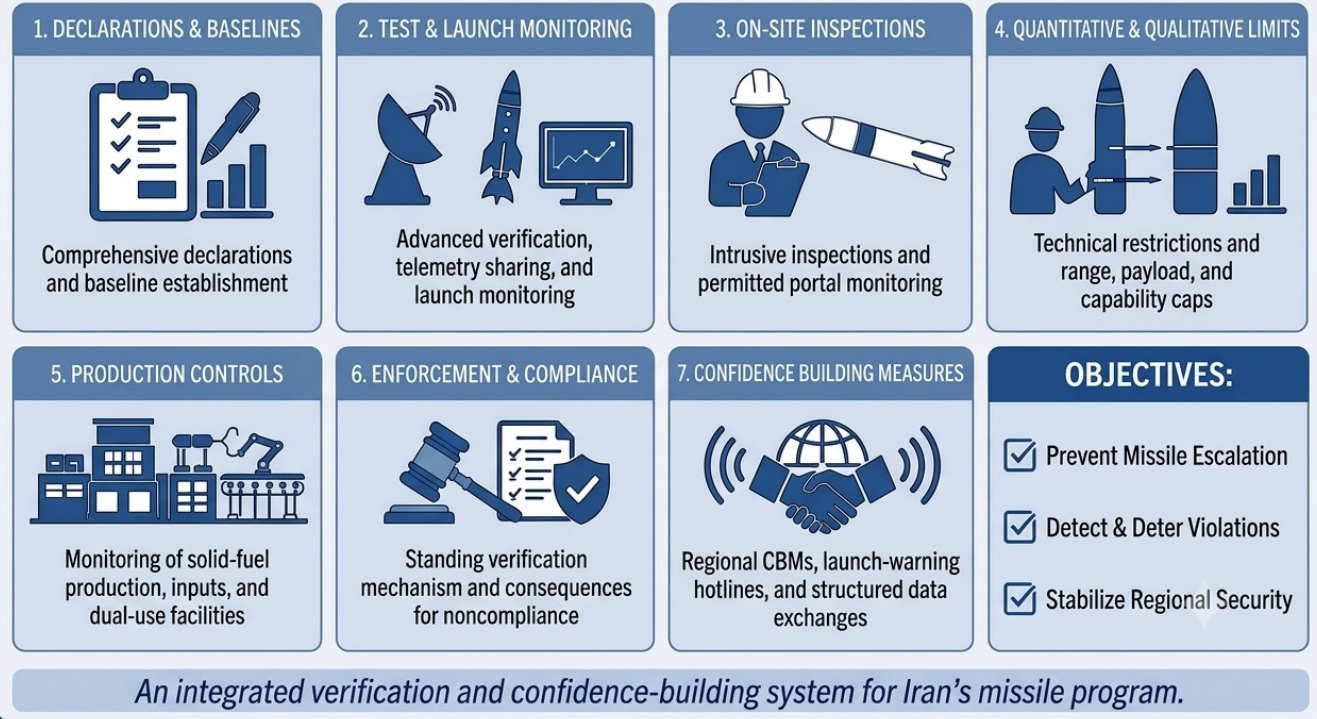 1. DECLARATIONS & BASELINES
Comprehensive declarations
and baseline establishment
2. TEST & LAUNCH MONITORING
Advanced verification,
telemetry sharing, and
launch monitoring
3. ON-SITE INSPECTIONS
Intrusive inspections and
permitted portal monitoring
4. QUANTITATIVE & QUALITATIVE LIMITS
Technical restrictions and
range, payload, and
capability caps
5. PRODUCTION CONTROLS
Monitoring of solid-fuel
production, inputs, and
dual-use facilities
6. ENFORCEMENT & COMPLIANCE
Standing verification
mechanism and consequences
for noncompliance
7. CONFIDENCE BUILDING MEASURES
Regional CBMs, launch-warning
hotlines, and structured data
exchanges
OBJECTIVES:
Prevent Missile Escalation
Detect & Deter Violations
Stabilize Regional Security
An integrated verification and confidence-building system for Iran's missile program.